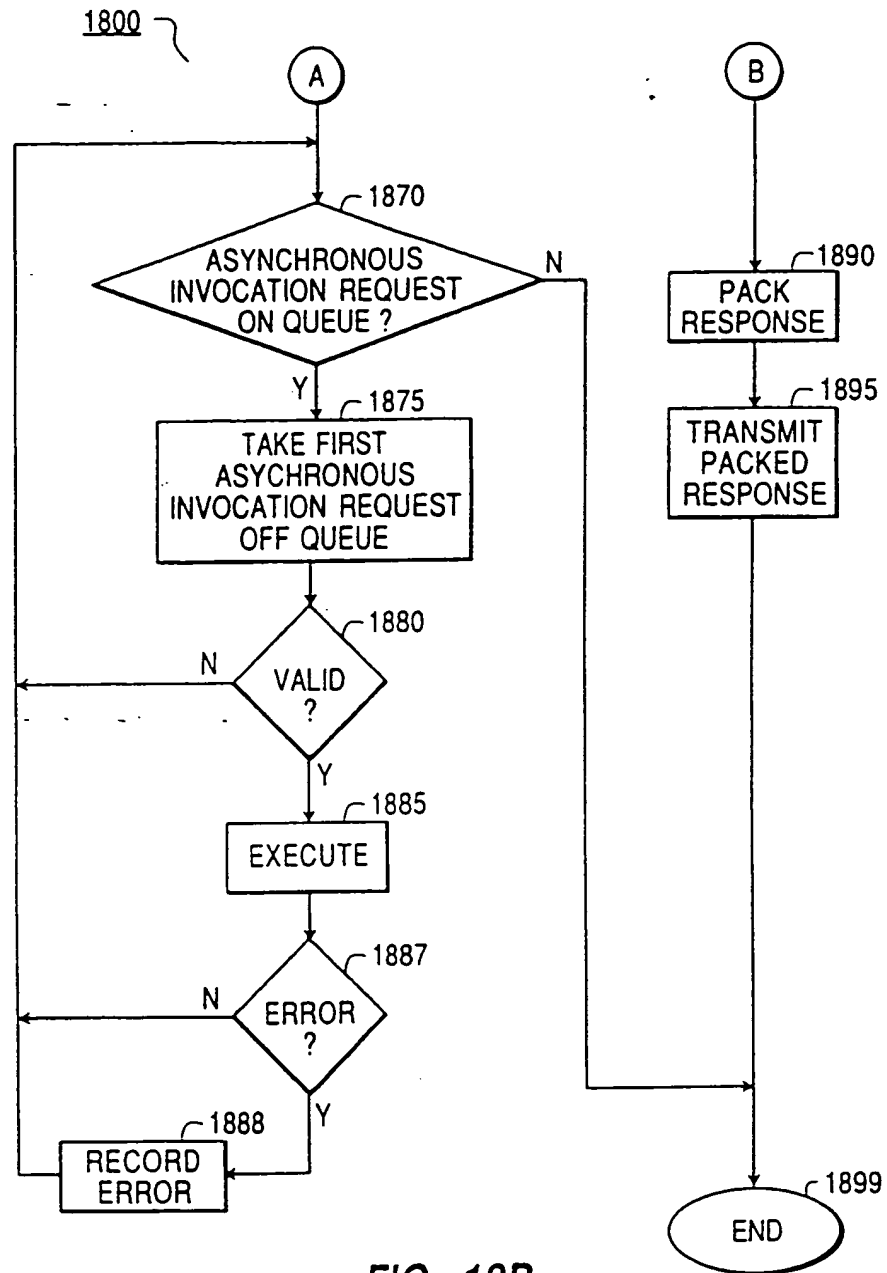 1800
A
B
1870
ASYNCHRONOUS
INVOCATION REQUEST
ON QUEUE ?
N
Y
1875
TAKE FIRST
ASYCHRONOUS
INVOCATION REQUEST
OFF QUEUE
1880
VALID
?
N
Y
1885
EXECUTE
1887
ERROR
?
N
Y
1888
RECORD
ERROR
1890
PACK
RESPONSE
1895
TRANSMIT
PACKED
RESPONSE
1899
END